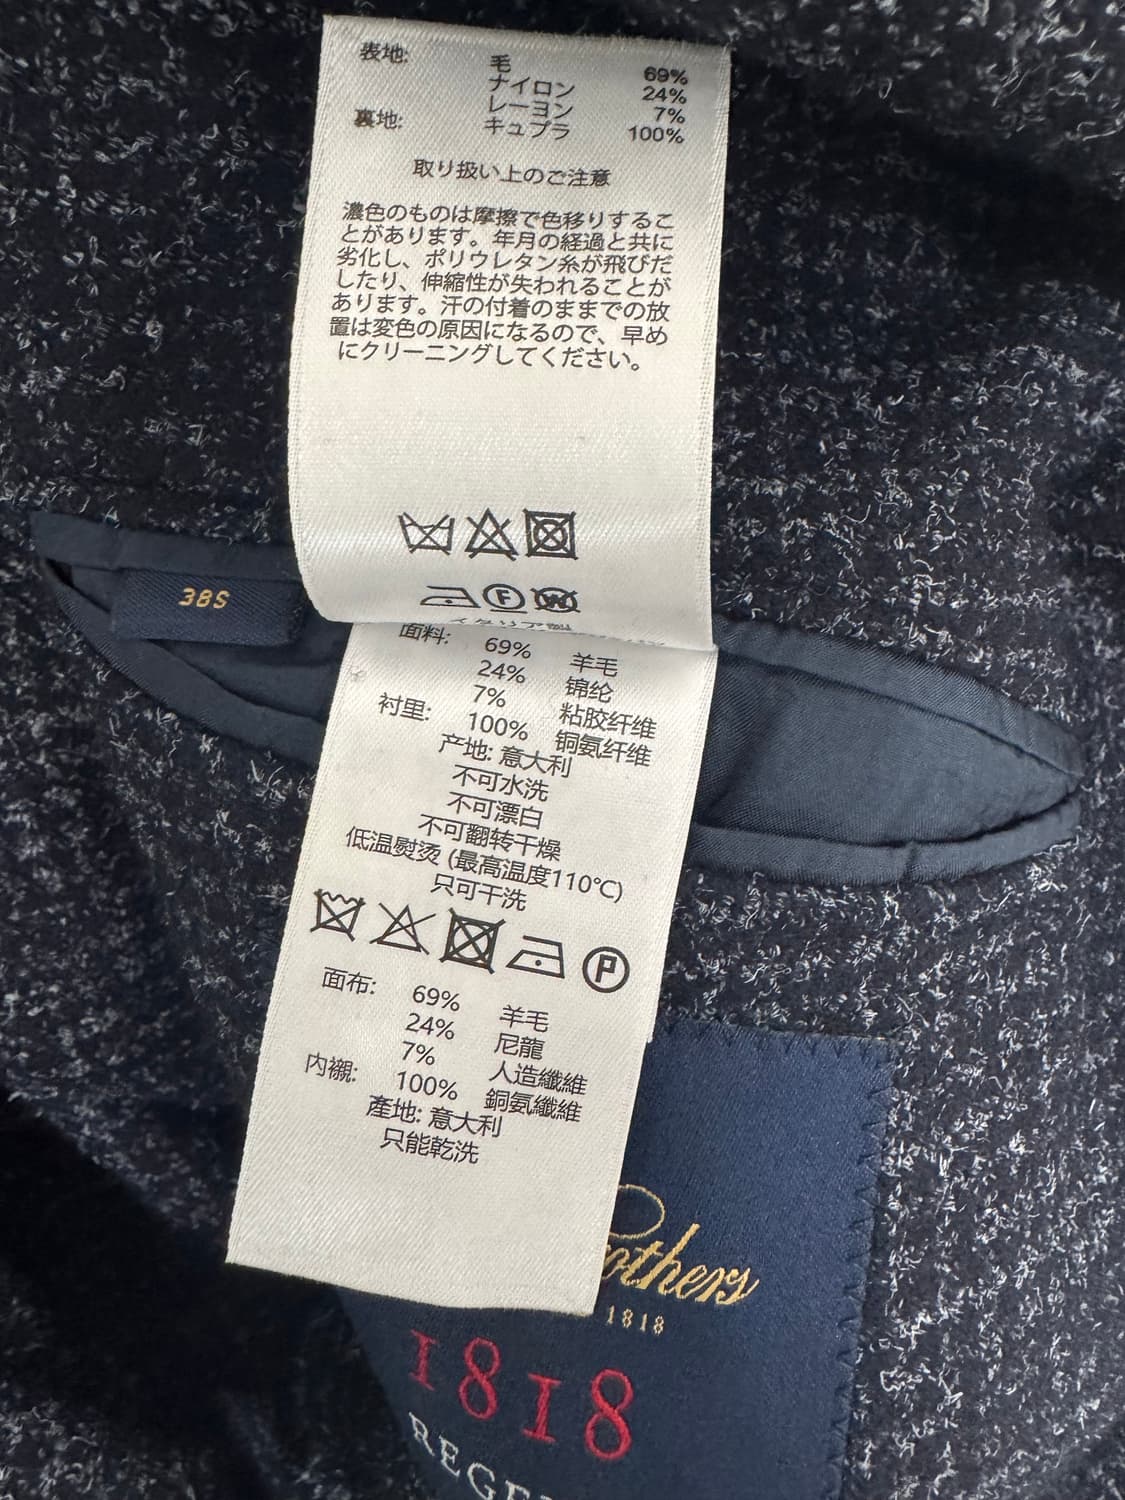 表地: 毛 69%
ナイロン 24%
レーヨン 7%
裏地: キュプラ 100%
取り扱い上のご注意
濃色のものは摩擦で色移りするこ
とがあります。年月の経過と共に
劣化し、ポリウレタン糸が飛びだ
したり、伸縮性が失われることが
あります。汗の付着のままでの放
置は変色の原因になるので、早め
にクリーニングしてください。
F W
イタリア製
38S
面料: 69% 羊毛
24% 锦纶
7% 粘胶纤维
衬里: 100% 铜氨纤维
产地: 意大利
不可水洗
不可漂白
不可翻转干燥
低温熨烫 (最高温度110℃)
只可干洗
P
面布: 69% 羊毛
24% 尼龍
7% 人造纖維
內襯: 100% 銅氨纖維
產地: 意大利
只能乾洗
rothers
1818
1818
REGE